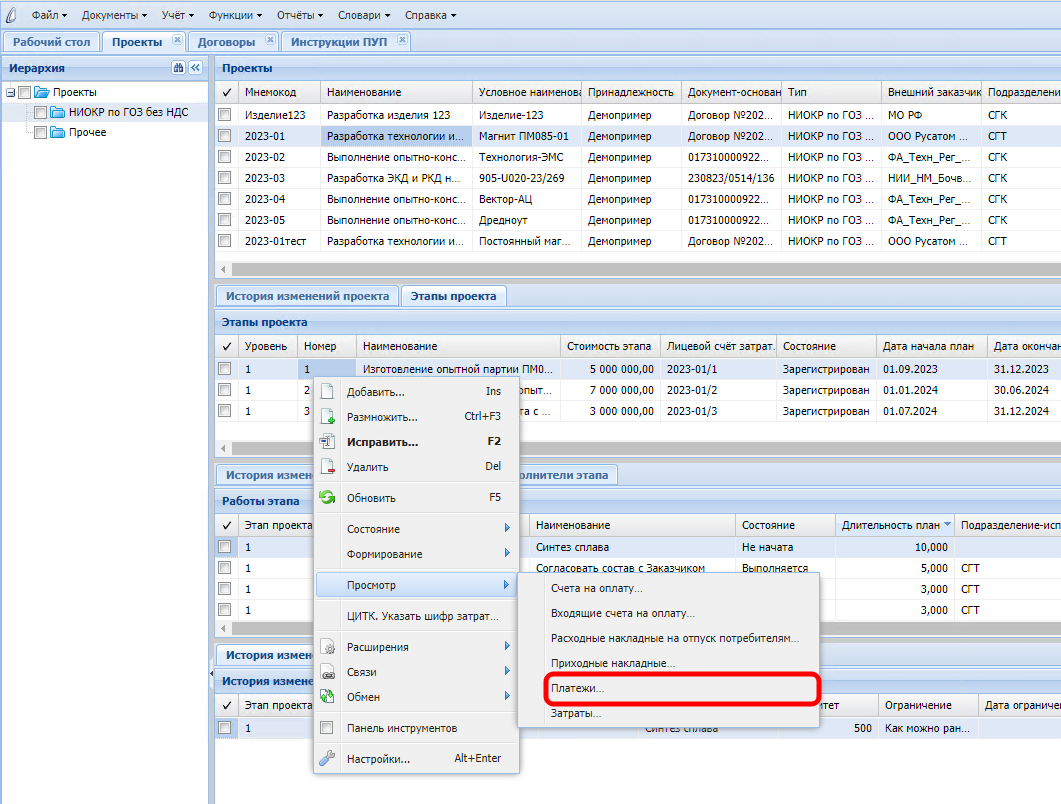 Файл Документы Учёт Функции Отчёты Словари Справка
Рабочий стол Проекты Договоры Инструкции ПУП
Иерархия
Проекты
НИОКР по ГОЗ без НДС
Прочее
Проекты
Мнемокод Наименование Условное наименова Принадлежность Документ-основан Тип Внешний заказчик Подразделени
Изделие123 Разработка изделия 123 Изделие-123 Демопример Договор №202... НИОКР по ГОЗ ... МО РФ СГК
2023-01 Разработка технологии и... Магнит ПМ085-01 Демопример Договор №202... НИОКР по ГОЗ ... ООО Русатом ... СГТ
2023-02 Выполнение опытно-конс... Технология-ЭМС Демопример 017310000922... НИОКР по ГОЗ ... ФА_Техн_Рег_... СГК
2023-03 Разработка ЭКД и РКД н... 905-U020-23/269 Демопример 230823/0514/136 НИОКР по ГОЗ ... НИИ_НМ_Бочв... СГК
2023-04 Выполнение опытно-конс... Вектор-АЦ Демопример 017310000922... НИОКР по ГОЗ ... ФА_Техн_Рег_... СГК
2023-05 Выполнение опытно-конс... Дредноут Демопример 017310000922... НИОКР по ГОЗ ... ФА_Техн_Рег_... СГК
2023-01тест Разработка технологии и... Постоянный маг... Демопример Договор №202... НИОКР по ГОЗ ... ООО Русатом ... СГТ
История изменений проекта Этапы проекта
Этапы проекта
Уровень Номер Наименование Стоимость этапа Лицевой счёт затрат. Состояние Дата начала план Дата окончан
1 1 Изготовление опытной партии ПМ0... 5 000 000,00 2023-01/1 Зарегистрирован 01.09.2023 31.12.2023
1 2 опыт... 7 000 000,00 2023-01/2 Зарегистрирован 01.01.2024 30.06.2024
1 3 та с ... 3 000 000,00 2023-01/3 Зарегистрирован 01.07.2024 31.12.2024
История измен олнители этапа
Работы этапа
Этап проекта Наименование Состояние Длительность план Подразделение-исп
1 Синтез сплава Не начата 10,000
1 Согласовать состав с Заказчиком Выполняется 5,000 СГТ
1 3,000 СГТ
1 3,000 СГТ
История измен
История измене
Этап проекта тет Ограничение Дата ограничен
1 Синтез сплава 500 Как можно ран...
Добавить... Ins
Размножить... Ctrl+F3
Исправить... F2
Удалить Del
Обновить F5
Состояние
Формирование
Просмотр
ЦИТК. Указать шифр затрат...
Расширения
Связи
Обмен
Панель инструментов
Настройки... Alt+Enter
Счета на оплату...
Входящие счета на оплату...
Расходные накладные на отпуск потребителям...
Приходные накладные...
Платежи...
Затраты...